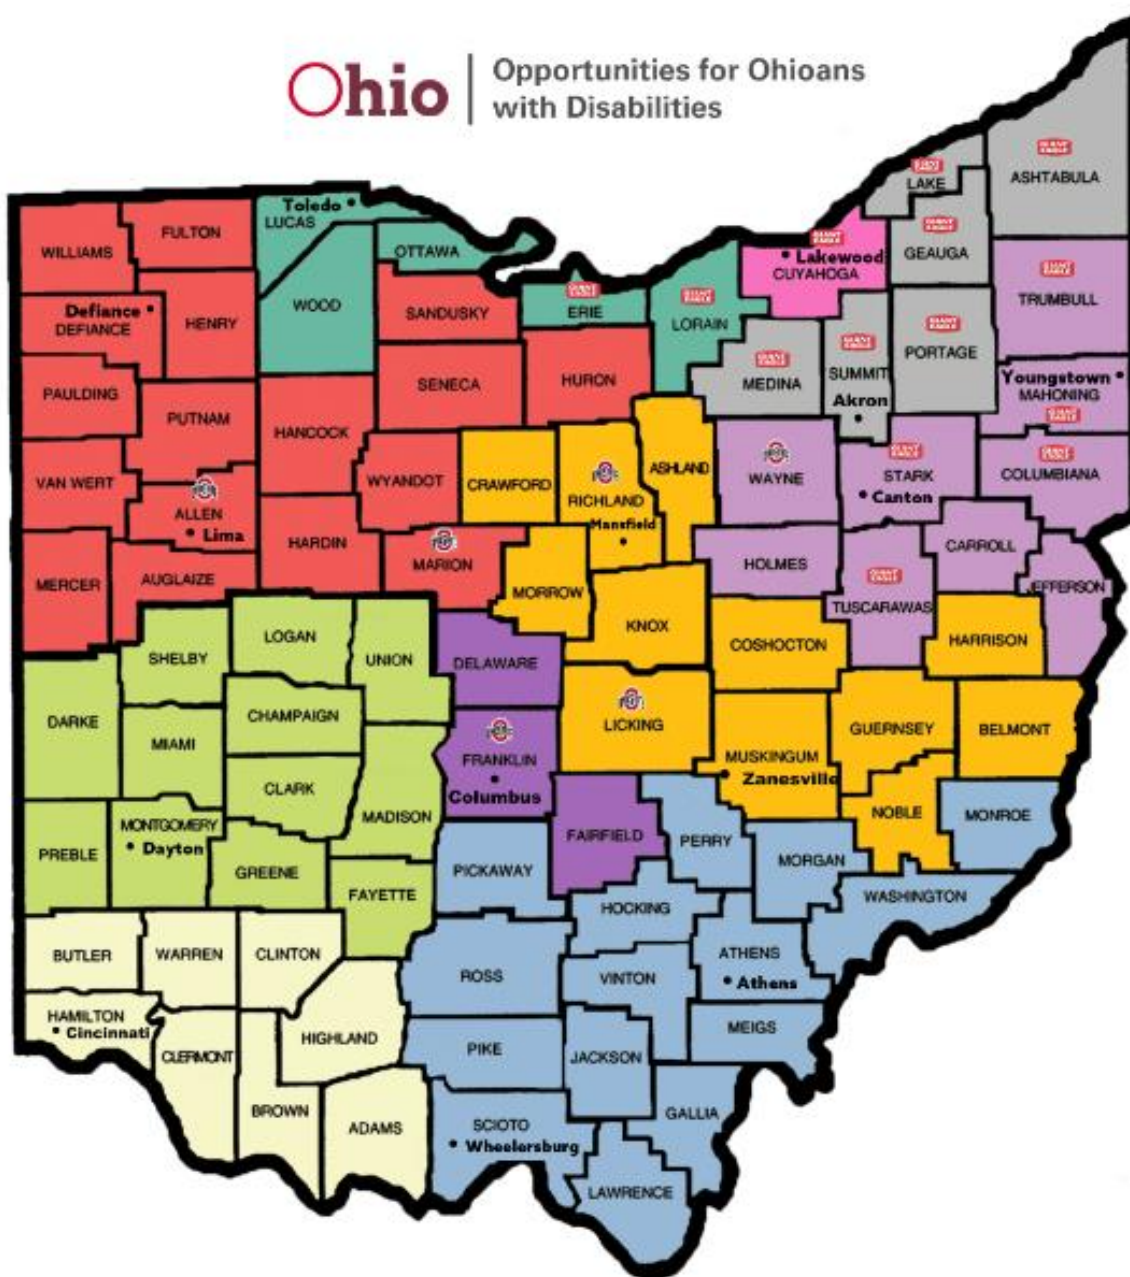 Ohio
Opportunities for Ohioans
with Disabilities
LAKE
ASHTABULA
Toledo
LUCAS
WILLIAMS
FULTON
OTTAWA
Lakewood
CUYAHOGA
GEAUGA
WOOD
ERIE
LORAIN
TRUMBULL
Defiance
DEFIANCE
HENRY
SANDUSKY
PORTAGE
SENECA
HURON
MEDINA
SUMMIT
Akron
Youngstown
MAHONING
PAULDING
PUTNAM
HANCOCK
VAN WERT
WYANDOT
CRAWFORD
RICHLAND
Mansfield
ASHLAND
WAYNE
STARK
Canton
COLUMBIANA
ALLEN
Lima
HARDIN
MARION
MERCER
AUGLAIZE
MORROW
HOLMES
CARROLL
JEFFERSON
TUSCARAWAS
KNOX
COSHOCTON
HARRISON
SHELBY
LOGAN
UNION
DELAWARE
DARKE
CHAMPAIGN
MIAMI
LICKING
GUERNSEY
BELMONT
FRANKLIN
Columbus
MUSKINGUM
Zanesville
CLARK
MADISON
NOBLE
MONROE
MONTGOMERY
Dayton
PREBLE
FAIRFIELD
PERRY
MORGAN
GREENE
FAYETTE
PICKAWAY
WASHINGTON
HOCKING
BUTLER
WARREN
CLINTON
ROSS
VINTON
ATHENS
Athens
HAMILTON
Cincinnati
HIGHLAND
MEIGS
CLERMONT
PIKE
JACKSON
BROWN
ADAMS
SCIOTO
Wheelersburg
GALLIA
LAWRENCE